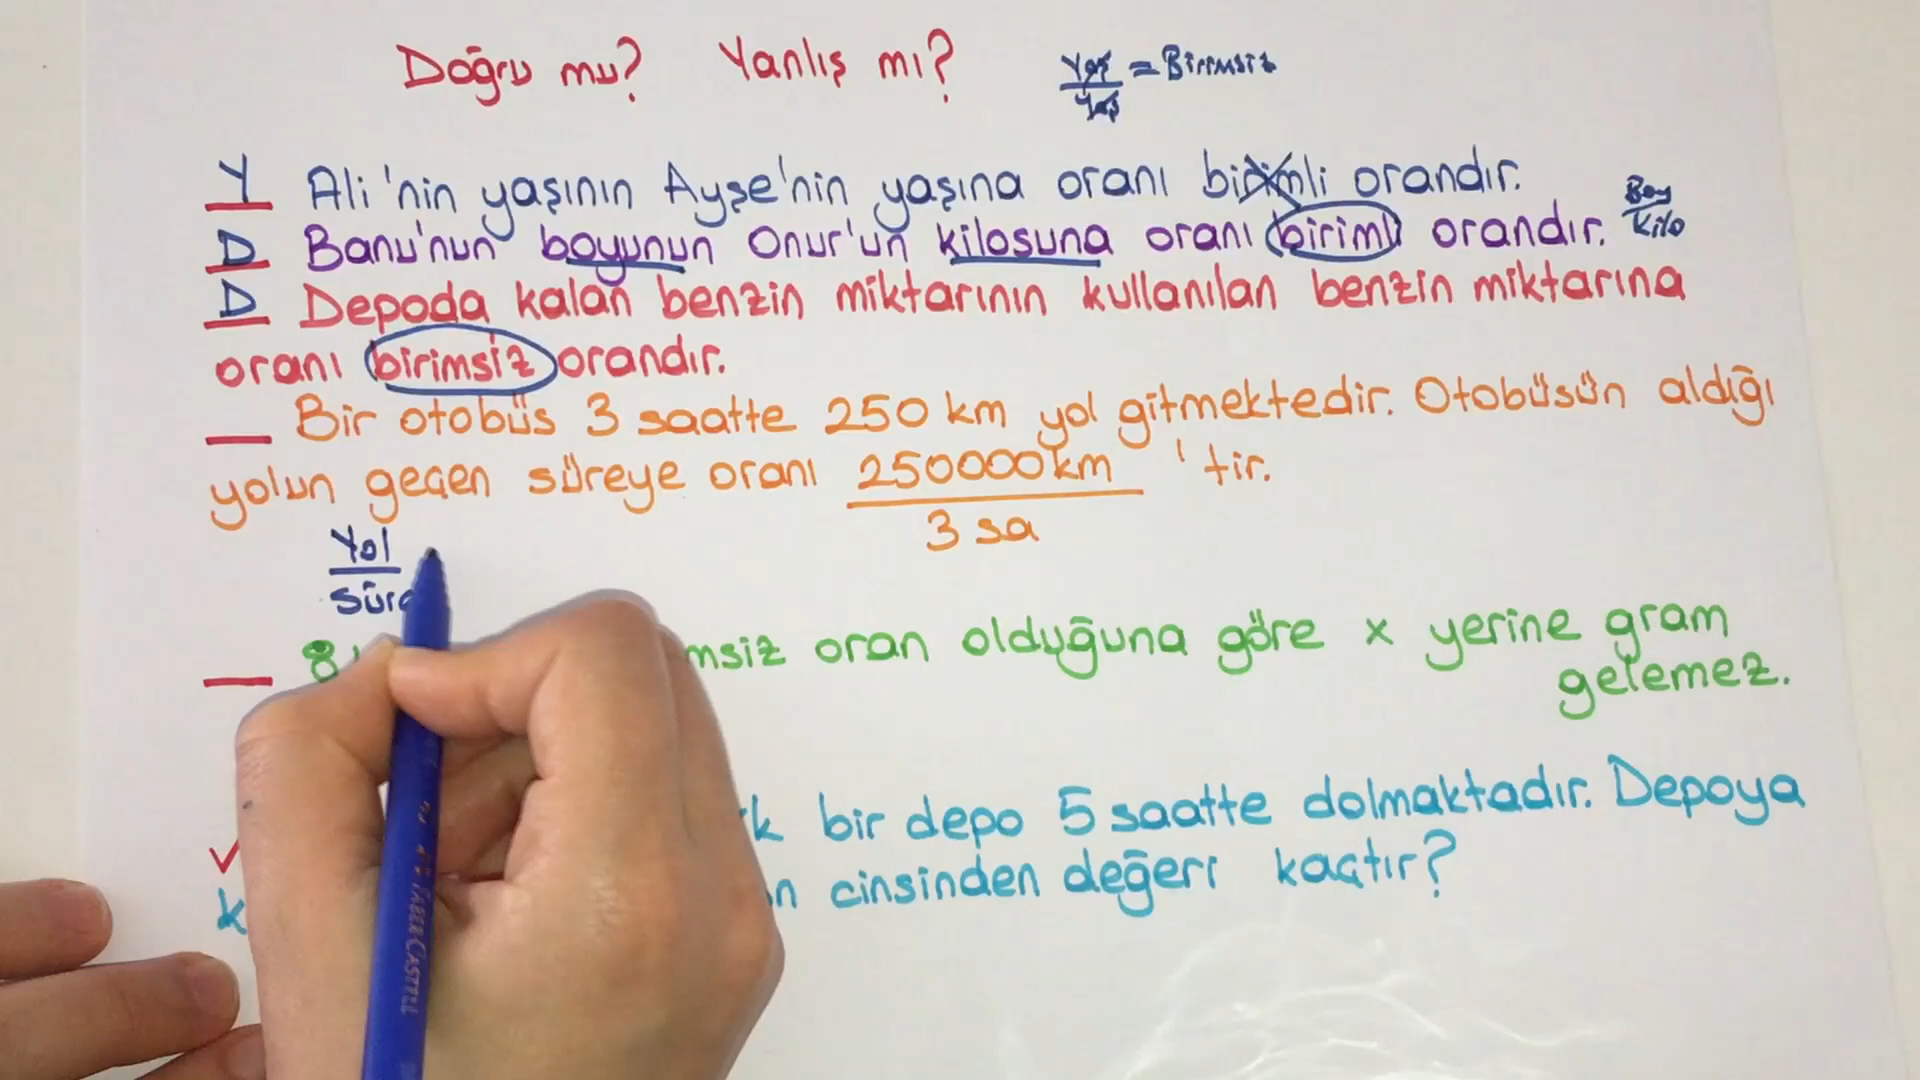 Doğru mu? Yanlış mı?
Yaş = Birimsiz
Yaş
Y Ali'nin yaşının Ayşe'nin yaşına oranı birimli orandır.
D Banu'nun boyunun Onur'un kilosuna oranı birimli orandır.
Boy
Kilo
D Depoda kalan benzin miktarının kullanılan benzin miktarına
oranı birimsiz orandır.
Bir otobüs 3 saatte 250 km yol gitmektedir. Otobüsün aldığı
yolun geçen süreye oranı 250000km 'tir.
3 sa
Yol
8 oran olduğuna göre x yerine gram
gelemez.
bir depo 5 saatte dolmaktadır. Depoya
cinsinden değeri kaçtır?
FABER CASTELL